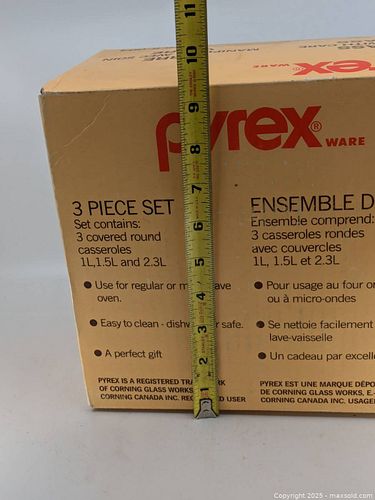 11
10
9
8
7
6
5
4
3
2
1
pyrex® WARE
3 PIECE SET
Set contains:
3 covered round
casseroles
1L,1.5L and 2.3L
● Use for regular or m ave
oven.
● Easy to clean - dishw r safe.
● A perfect gift
PYREX IS A REGISTERED TRA RK
OF CORNING GLASS WORKS,
CORNING CANADA INC. REG RED USER
ENSEMBLE D
Ensemble comprend:
3 casseroles rondes
avec couvercles
1L, 1.5L et 2.3L
● Pour usage au four o
ou à micro-ondes
● Se nettoie facilement
lave-vaisselle
● Un cadeau par excelle
PYREX EST UNE MARQUE DÉPO
DE CORNING GLASS WORKS, E.-
CORNING CANADA INC. USAGE
rex WARE
Copyright 2025 - maxsold.com